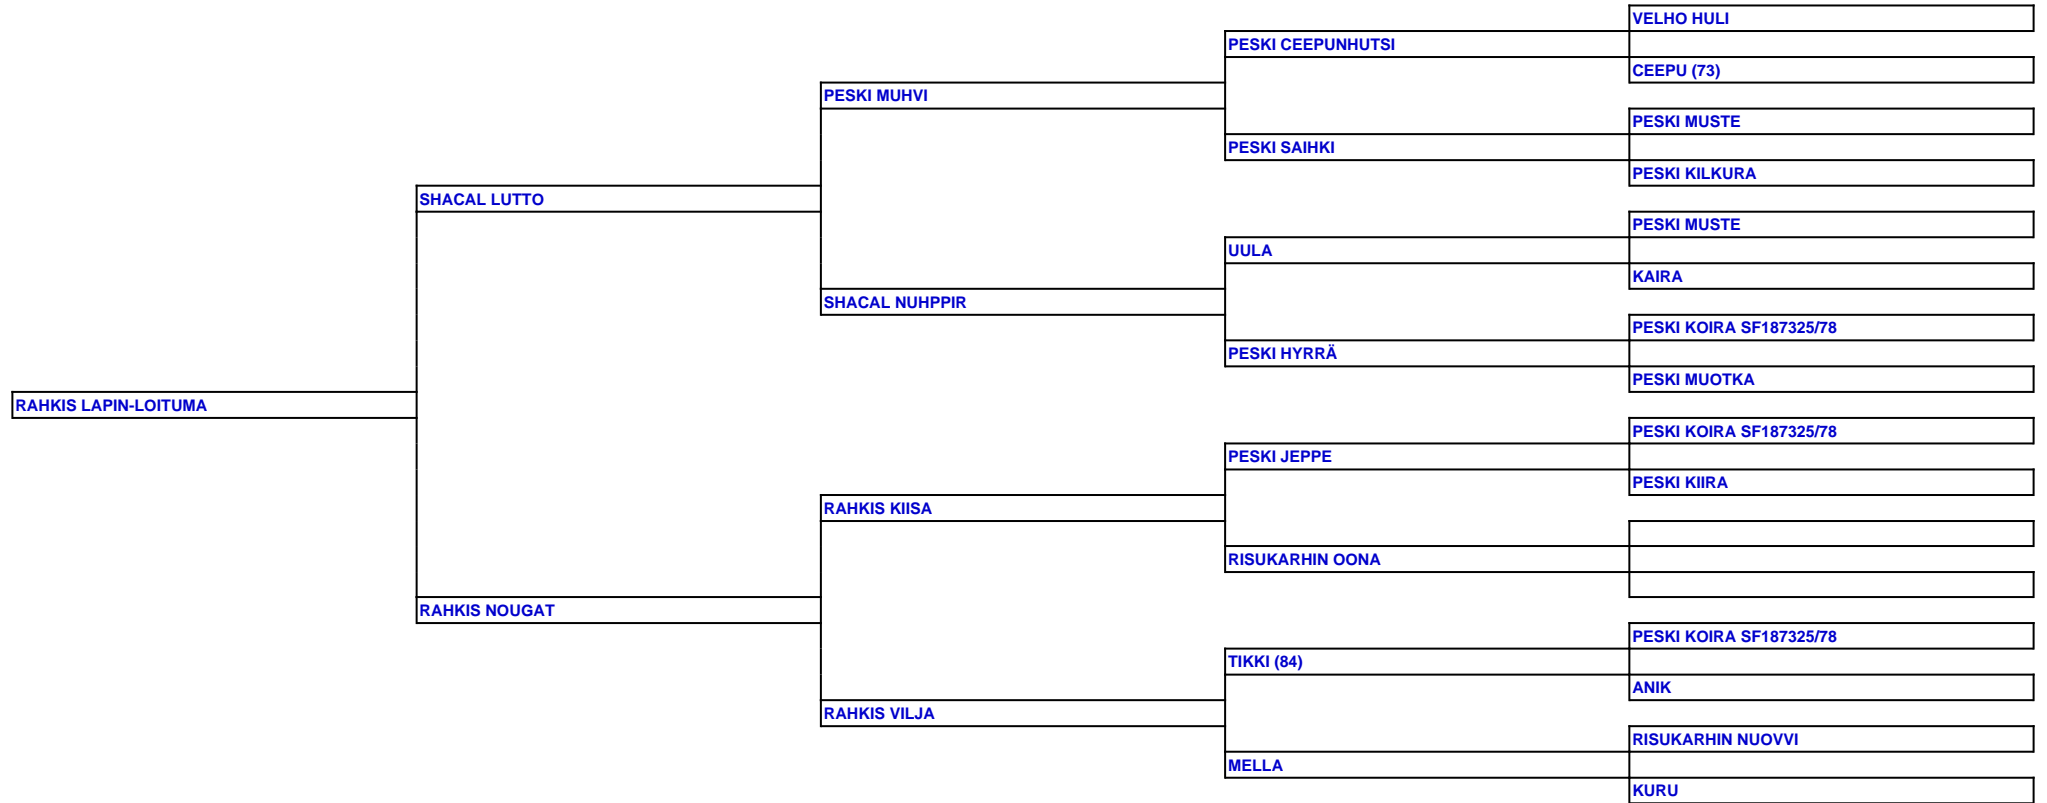 VELHO HULI
PESKI CEEPUNHUTSI
CEEPU (73)
PESKI MUHVI
PESKI MUSTE
PESKI SAIHKI
PESKI KILKURA
SHACAL LUTTO
PESKI MUSTE
UULA
KAIRA
SHACAL NUHPPIR
PESKI KOIRA SF187325/78
PESKI HYRRÄ
PESKI MUOTKA
RAHKIS LAPIN-LOITUMA
PESKI KOIRA SF187325/78
PESKI JEPPE
PESKI KIIRA
RAHKIS KIISA
RISUKARHIN OONA
RAHKIS NOUGAT
PESKI KOIRA SF187325/78
TIKKI (84)
ANIK
RAHKIS VILJA
RISUKARHIN NUOVVI
MELLA
KURU